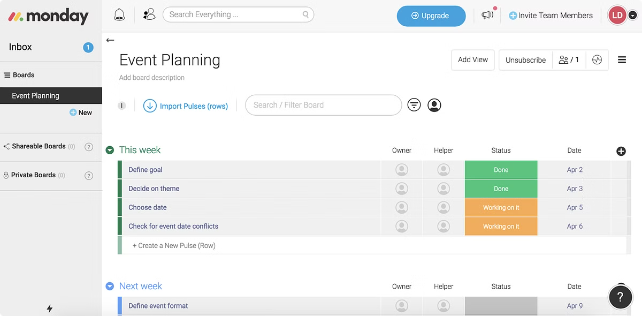 monday
Search Everything ...
Upgrade
Invite Team Members
LD
Inbox
1
Boards
Event Planning
New
Shareable Boards (0)
?
Private Boards (0)
?
Event Planning
Add board description
Add View
Unsubscribe
/ 1
Import Pulses (rows)
Search / Filter Board
This week
Owner
Helper
Status
Date
Define goal
Done
Apr 2
Decide on theme
Done
Apr 3
Choose date
Working on it
Apr 5
Check for event date conflicts
Working on it
Apr 6
+ Create a New Pulse (Row)
Next week
Owner
Helper
Status
Date
Define event format
Apr 9
?